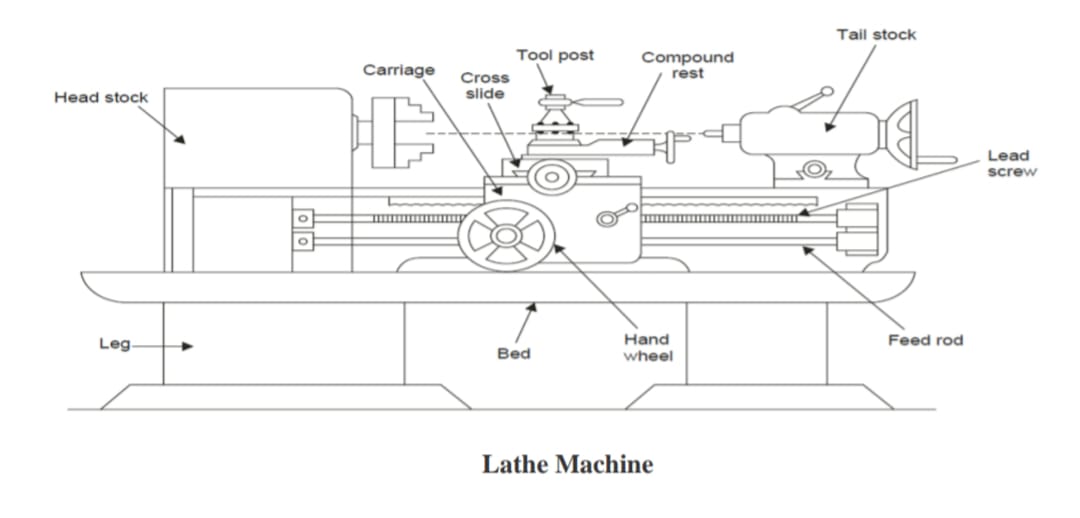 Tail stock
Tool post
Compound
rest
Carriage
Cross
slide
Head stock
Lead
screw
Leg
Bed
Hand
wheel
Feed rod
Lathe Machine